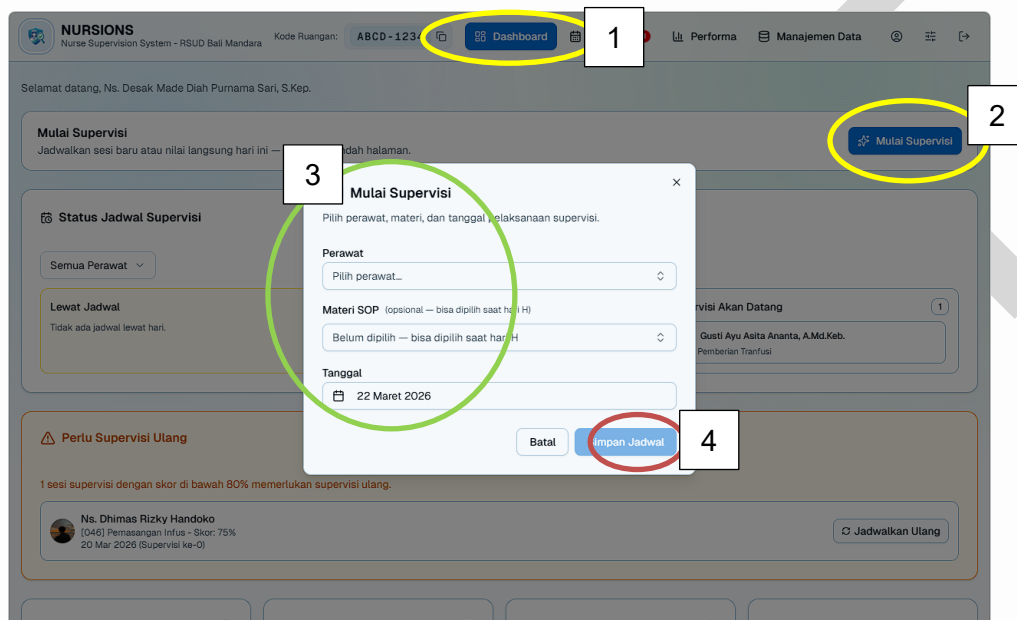 NURSIONS
Nurse Supervision System - RSUD Bali Mandara
Kode Ruangan:
ABCD-1234
Dashboard
1
Performa
Manajemen Data
Selamat datang, Ns. Desak Made Diah Purnama Sari, S.Kep.
2
Mulai Supervisi
Jadwalkan sesi baru atau nilai langsung hari ini — halaman.
Mulai Supervisi
3
Mulai Supervisi
Pilih perawat, materi, dan tanggal pelaksanaan supervisi.
Status Jadwal Supervisi
Semua Perawat
Perawat
Pilih perawat...
Lewat Jadwal
Tidak ada jadwal lewat hari.
Materi SOP (opsional — bisa dipilih saat hari H)
Belum dipilih — bisa dipilih saat hari H
Akan Datang
1
Gusti Ayu Asita Ananta, A.Md.Keb.
Pemberian Tranfusi
Tanggal
22 Maret 2026
Batal
Jadwal
4
Perlu Supervisi Ulang
1 sesi supervisi dengan skor di bawah 80% memerlukan supervisi ulang.
Ns. Dhimas Rizky Handoko
[046] Pemasangan Infus - Skor: 75%
20 Mar 2026 (Supervisi ke-0)
Jadwalkan Ulang